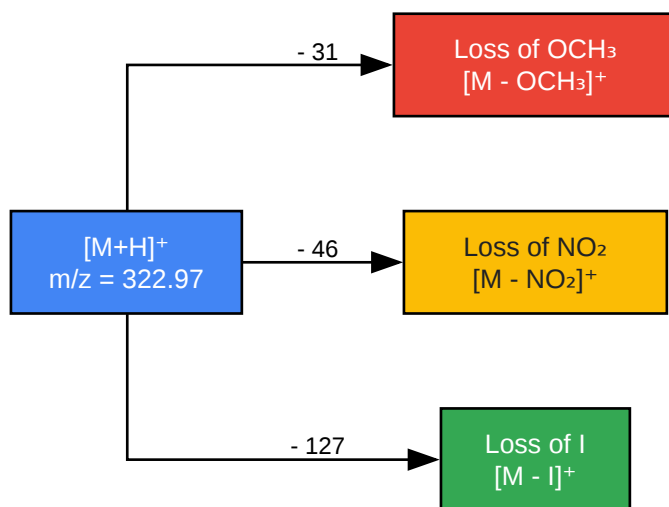 - 31
Loss of OCH₃
[M - OCH₃]⁺
[M+H]⁺
m/z = 322.97
- 46
Loss of NO₂
[M - NO₂]⁺
- 127
Loss of I
[M - I]⁺